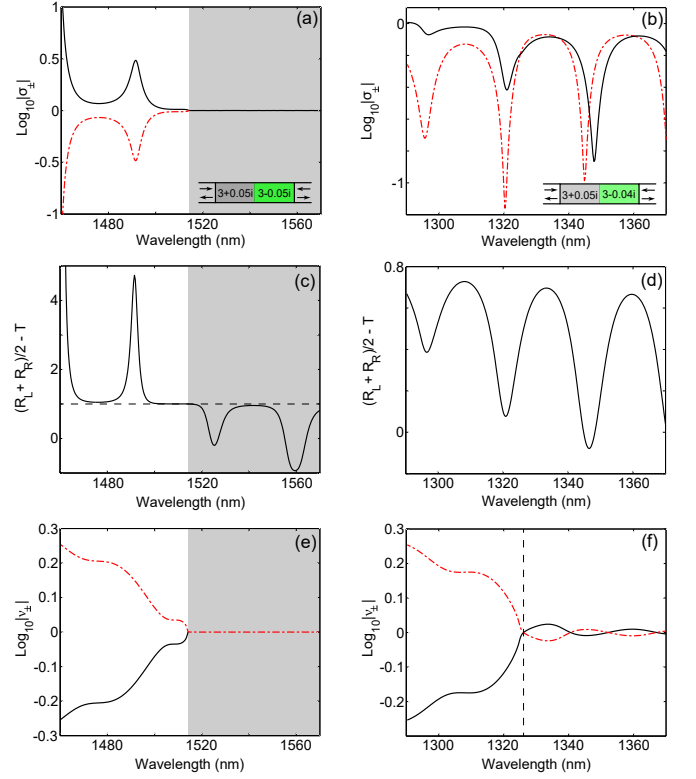 (a)
1
0.5
0
-0.5
-1
Log10|σ±|
3+0.05i 3-0.05i
1480 1520 1560
Wavelength (nm)
(b)
0
-1
Log10|σ±|
3+0.05i 3-0.04i
1300 1320 1340 1360
Wavelength (nm)
(c)
4
2
0
(RL + RR)/2 - T
1480 1520 1560
Wavelength (nm)
(d)
0.8
0.4
0
(RL + RR)/2 - T
1300 1320 1340 1360
Wavelength (nm)
(e)
0.3
0.2
0.1
0
-0.1
-0.2
-0.3
Log10|ν±|
1480 1520 1560
Wavelength (nm)
(f)
0.3
0.2
0.1
0
-0.1
-0.2
Log10|ν±|
1300 1320 1340 1360
Wavelength (nm)